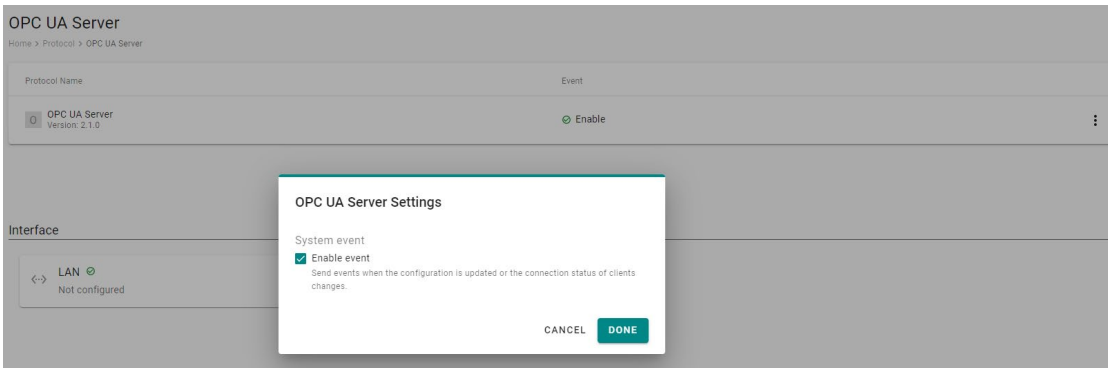 OPC UA Server
Home > Protocol > OPC UA Server
Protocol Name Event
O OPC UA Server Enable
Version: 2.1.0
OPC UA Server Settings
Interface
System event
Enable event
LAN
Send events when the configuration is updated or the connection status of clients
Not configured
changes.
CANCEL DONE